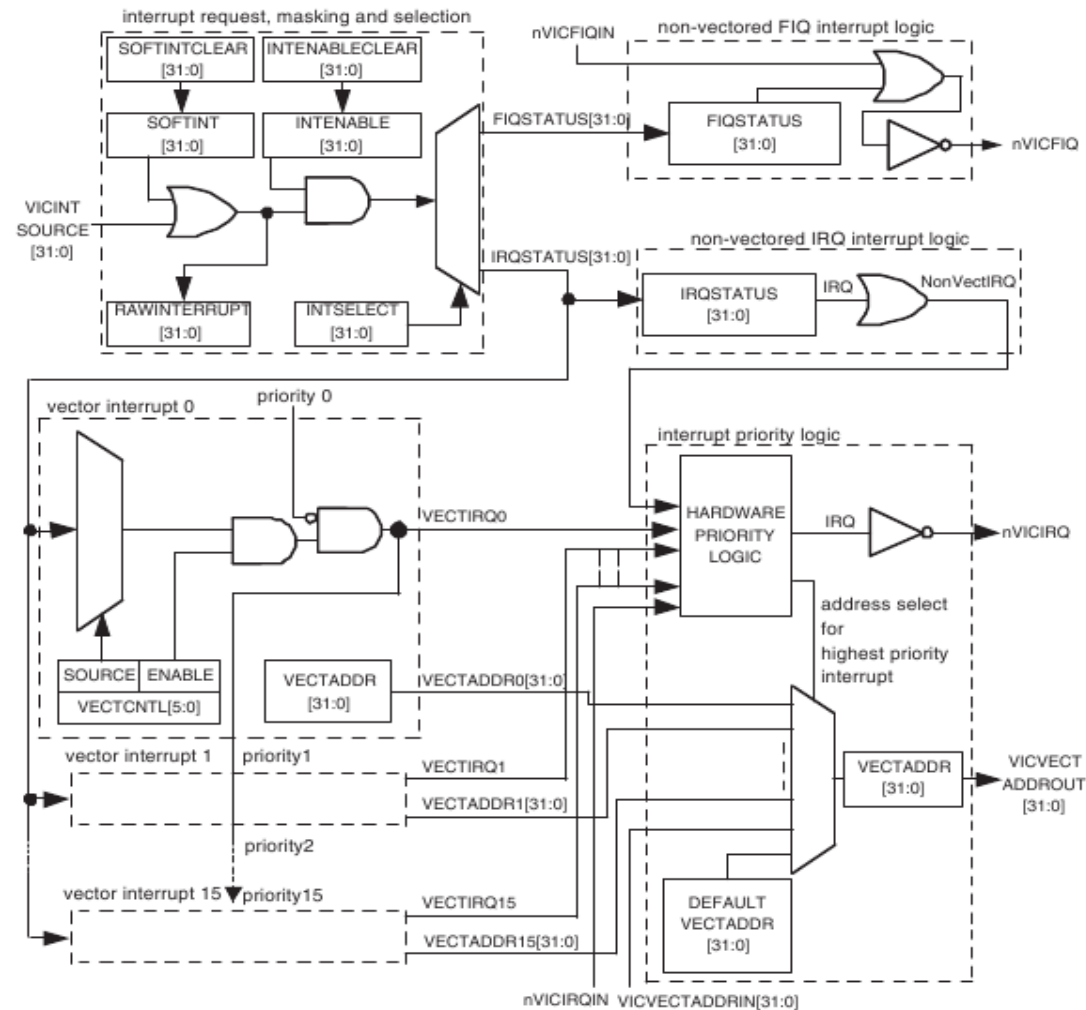 interrupt request, masking and selection
SOFTINTCLEAR
[31:0]
INTENABLECLEAR
[31:0]
SOFTINT
[31:0]
INTENABLE
[31:0]
VICINT
SOURCE
[31:0]
RAWINTERRUPT
[31:0]
INTSELECT
[31:0]
nVICFIQIN
non-vectored FIQ interrupt logic
FIQSTATUS[31:0]
FIQSTATUS
[31:0]
nVICFIQ
non-vectored IRQ interrupt logic
IRQSTATUS[31:0]
IRQSTATUS
[31:0]
IRQ
NonVectIRQ
priority 0
vector interrupt 0
VECTIRQ0
SOURCE
ENABLE
VECTCNTL[5:0]
VECTADDR
[31:0]
VECTADDR0[31:0]
interrupt priority logic
HARDWARE
PRIORITY
LOGIC
IRQ
nVICIRQ
address select
for
highest priority
interrupt
vector interrupt 1
priority1
VECTIRQ1
VECTADDR1[31:0]
VECTADDR
[31:0]
VICVECT
ADDROUT
[31:0]
priority2
vector interrupt 15
priority15
VECTIRQ15
VECTADDR15[31:0]
DEFAULT
VECTADDR
[31:0]
nVICIRQIN
VICVECTADDRIN[31:0]